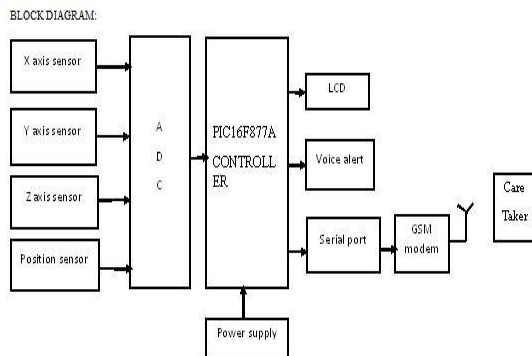 BLOCK DIAGRAM:
X axis sensor
Y axis sensor
Z axis sensor
Position sensor
A
D
C
PIC16F877A
CONTROLL
ER
LCD
Voice alert
Serial port
GSM
modem
Care
Taker
Power supply